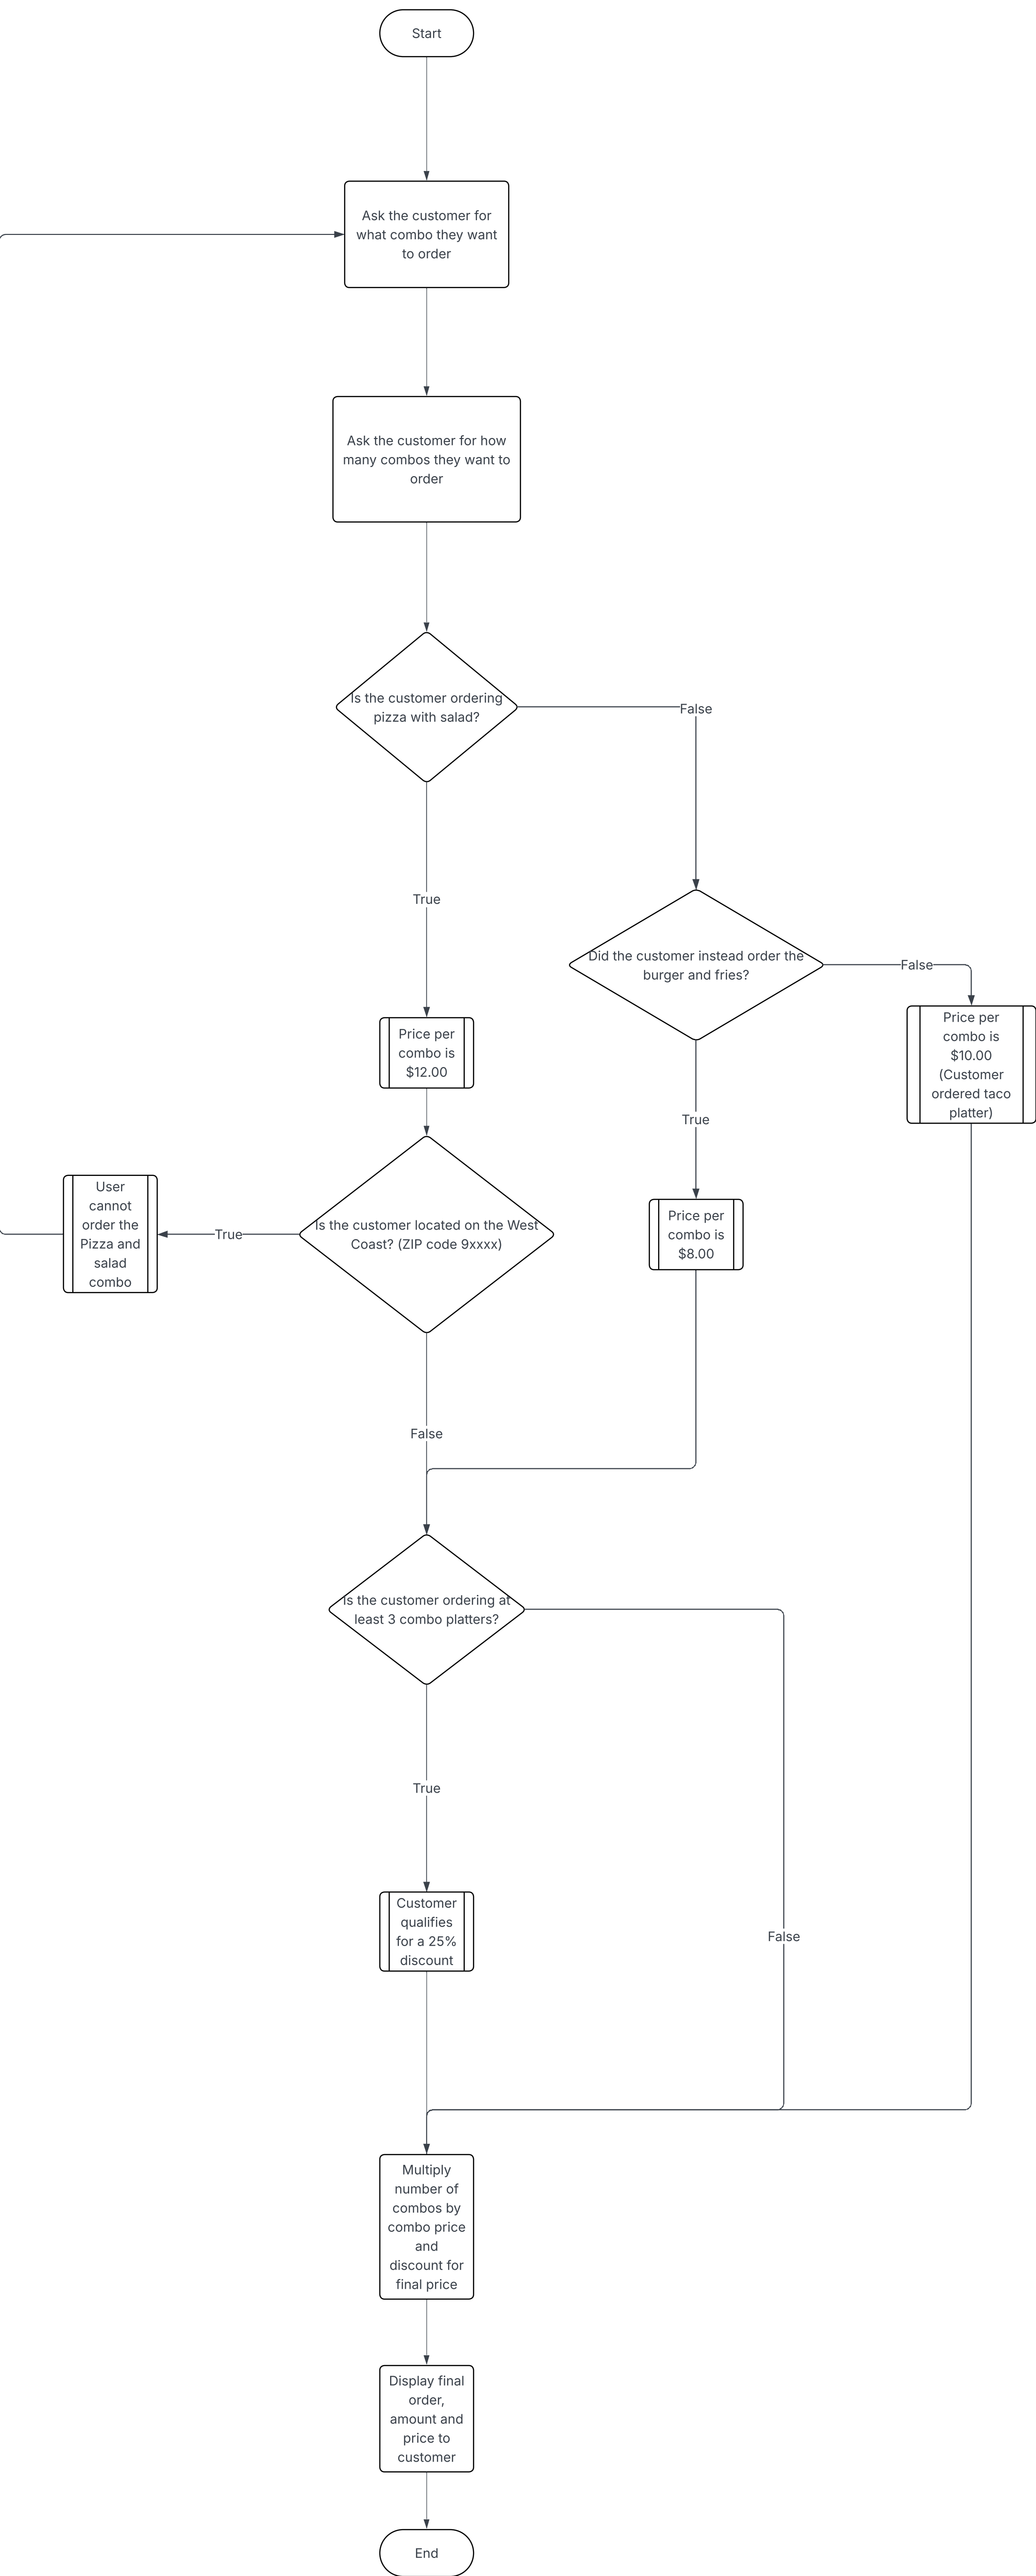 Start
Ask the customer for
what combo they want
to order
Ask the customer for how
many combos they want to
order
Is the customer ordering
pizza with salad?
False
True
Did the customer instead order the
burger and fries?
False
Price per
combo is
$10.00
(Customer
ordered taco
platter)
Price per
combo is
$12.00
True
User
cannot
order the
Pizza and
salad
combo
True
Is the customer located on the West
Coast? (ZIP code 9xxxx)
Price per
combo is
$8.00
False
Is the customer ordering at
least 3 combo platters?
True
Customer
qualifies
for a 25%
discount
False
Multiply
number of
combos by
combo price
and
discount for
final price
Display final
order,
amount and
price to
customer
End